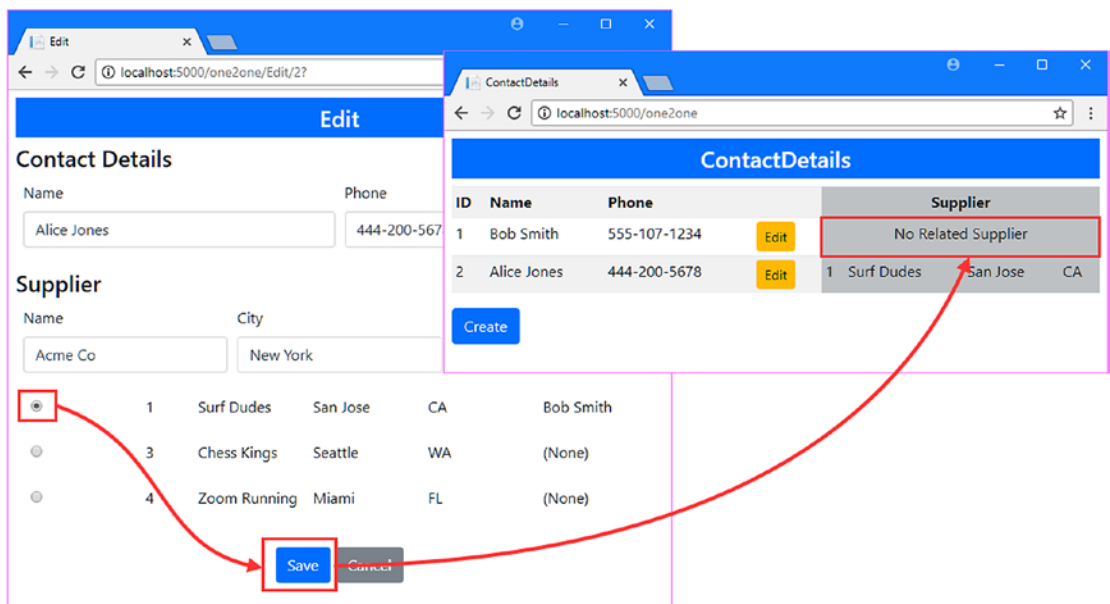 Edit
localhost:5000/one2one/Edit/2?
Edit
Contact Details
Name Phone
Alice Jones 444-200-567
Supplier
Name City
Acme Co New York
1 Surf Dudes San Jose CA Bob Smith
3 Chess Kings Seattle WA (None)
4 Zoom Running Miami FL (None)
Save Cancel
ContactDetails
localhost:5000/one2one
ContactDetails
ID Name Phone Supplier
1 Bob Smith 555-107-1234 Edit No Related Supplier
2 Alice Jones 444-200-5678 Edit 1 Surf Dudes San Jose CA
Create